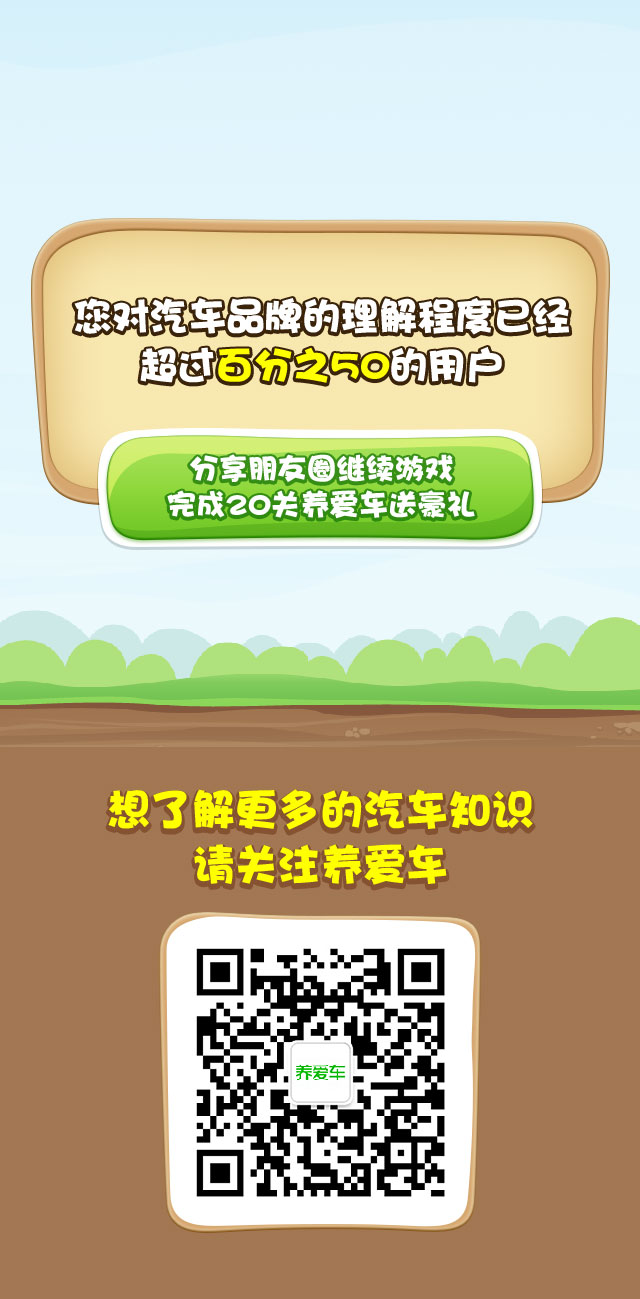 您对汽车品牌的理解程度已经
超过百分之50的用户
分享朋友圈继续游戏
完成20关养爱车送豪礼
想了解更多的汽车知识
请关注养爱车
养爱车